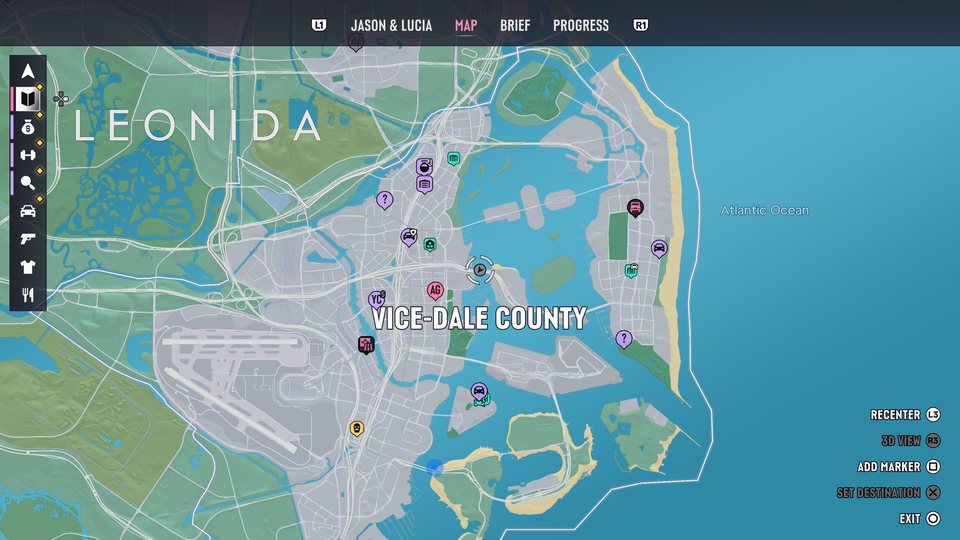 L1 JASON & LUCIA MAP BRIEF PROGRESS R1
LEONIDA
Atlantic Ocean
?
AG
YC
VICE-DALE COUNTY
?
RECENTER L3
3D VIEW R3
ADD MARKER
SET DESTINATION
EXIT